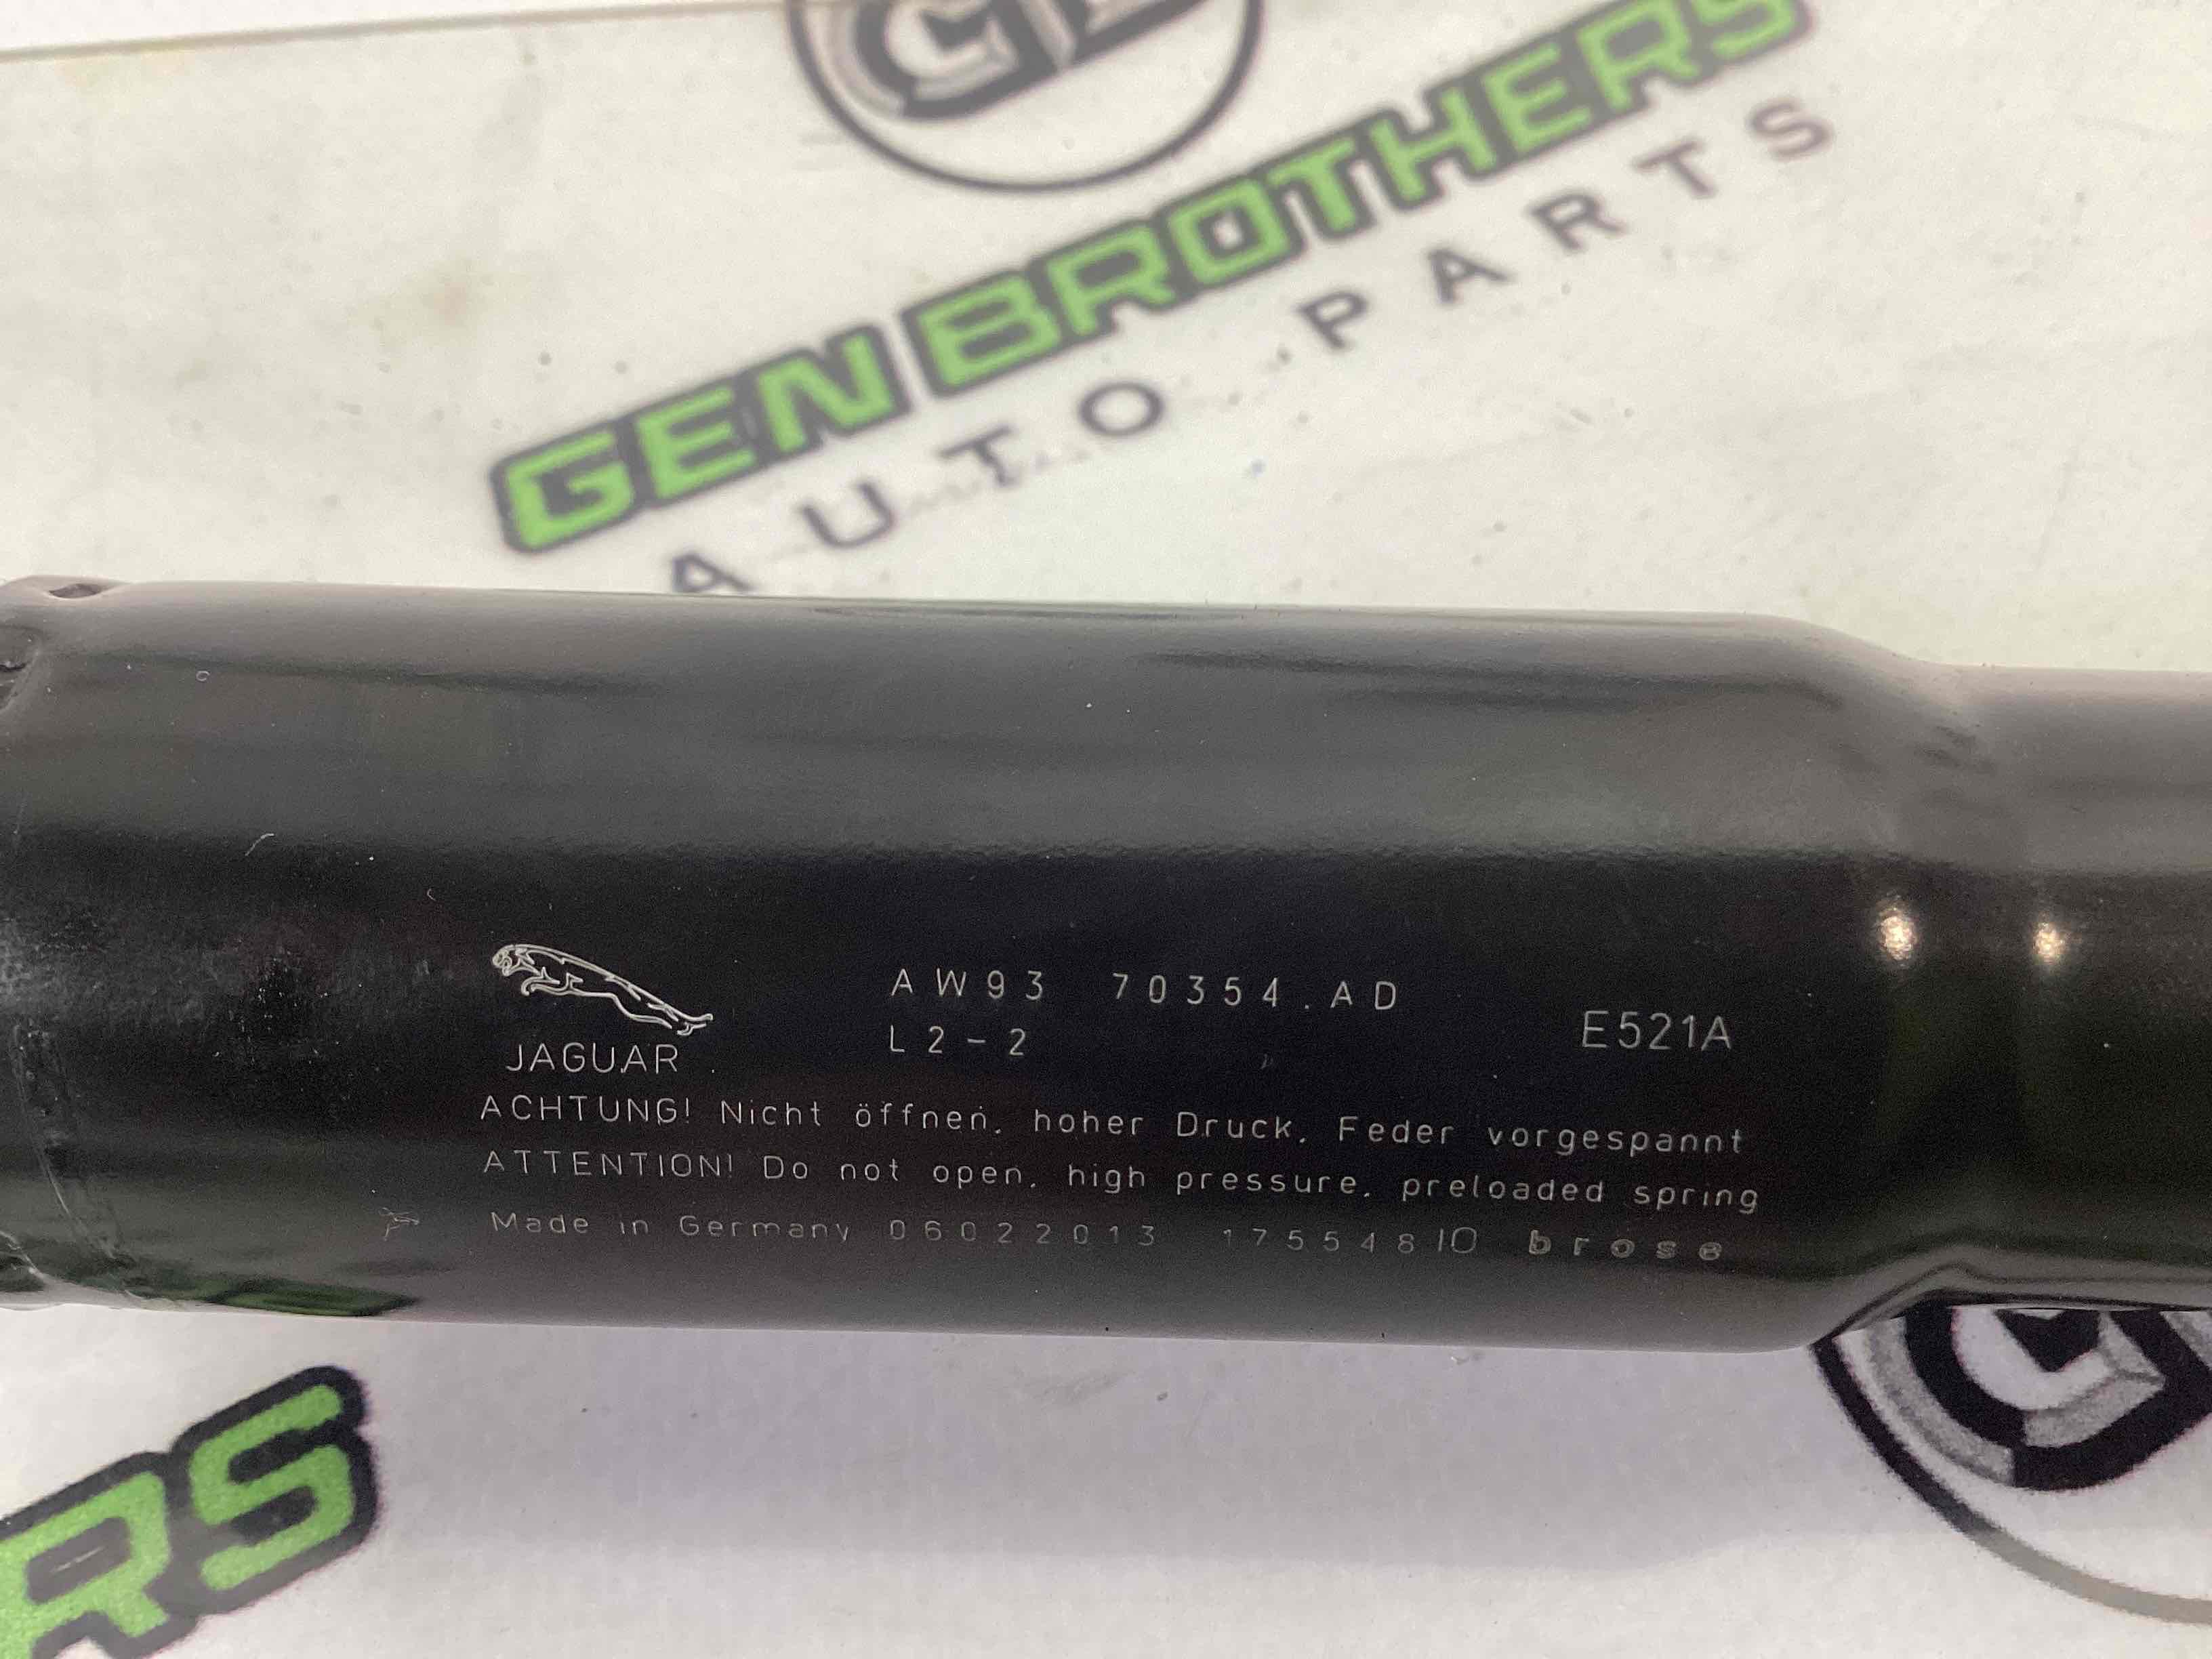 GEN BROTHERS
AUTO PARTS
JAGUAR
AW93 70354.AD
L2-2
E521A
ACHTUNG! Nicht öffnen, hoher Druck, Feder vorgespannt
ATTENTION! Do not open, high pressure, preloaded spring
Made in Germany 06022013 17554810 brose
RS